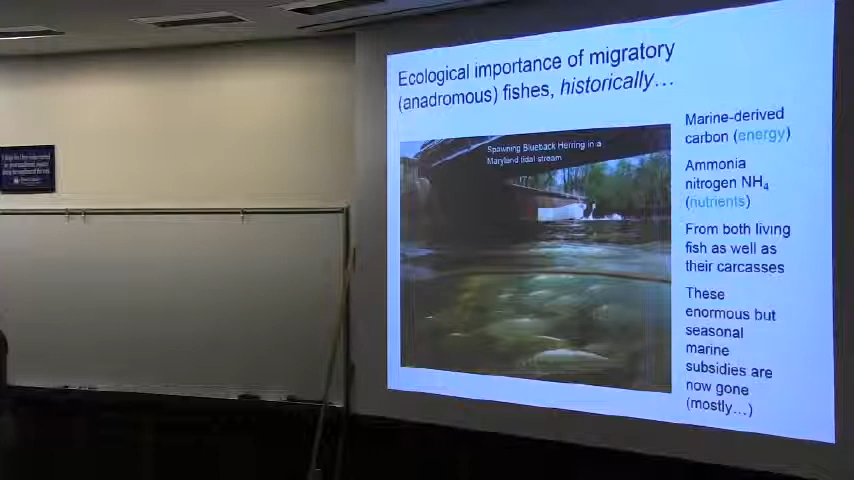 Ecological importance of migratory
(anadromous) fishes, historically…
Spawning Blueback Herring in a
Maryland tidal stream
Marine-derived
carbon (energy)
Ammonia
nitrogen NH4
(nutrients)
From both living
fish as well as
their carcasses
These
enormous but
seasonal
marine
subsidies are
now gone
(mostly…)